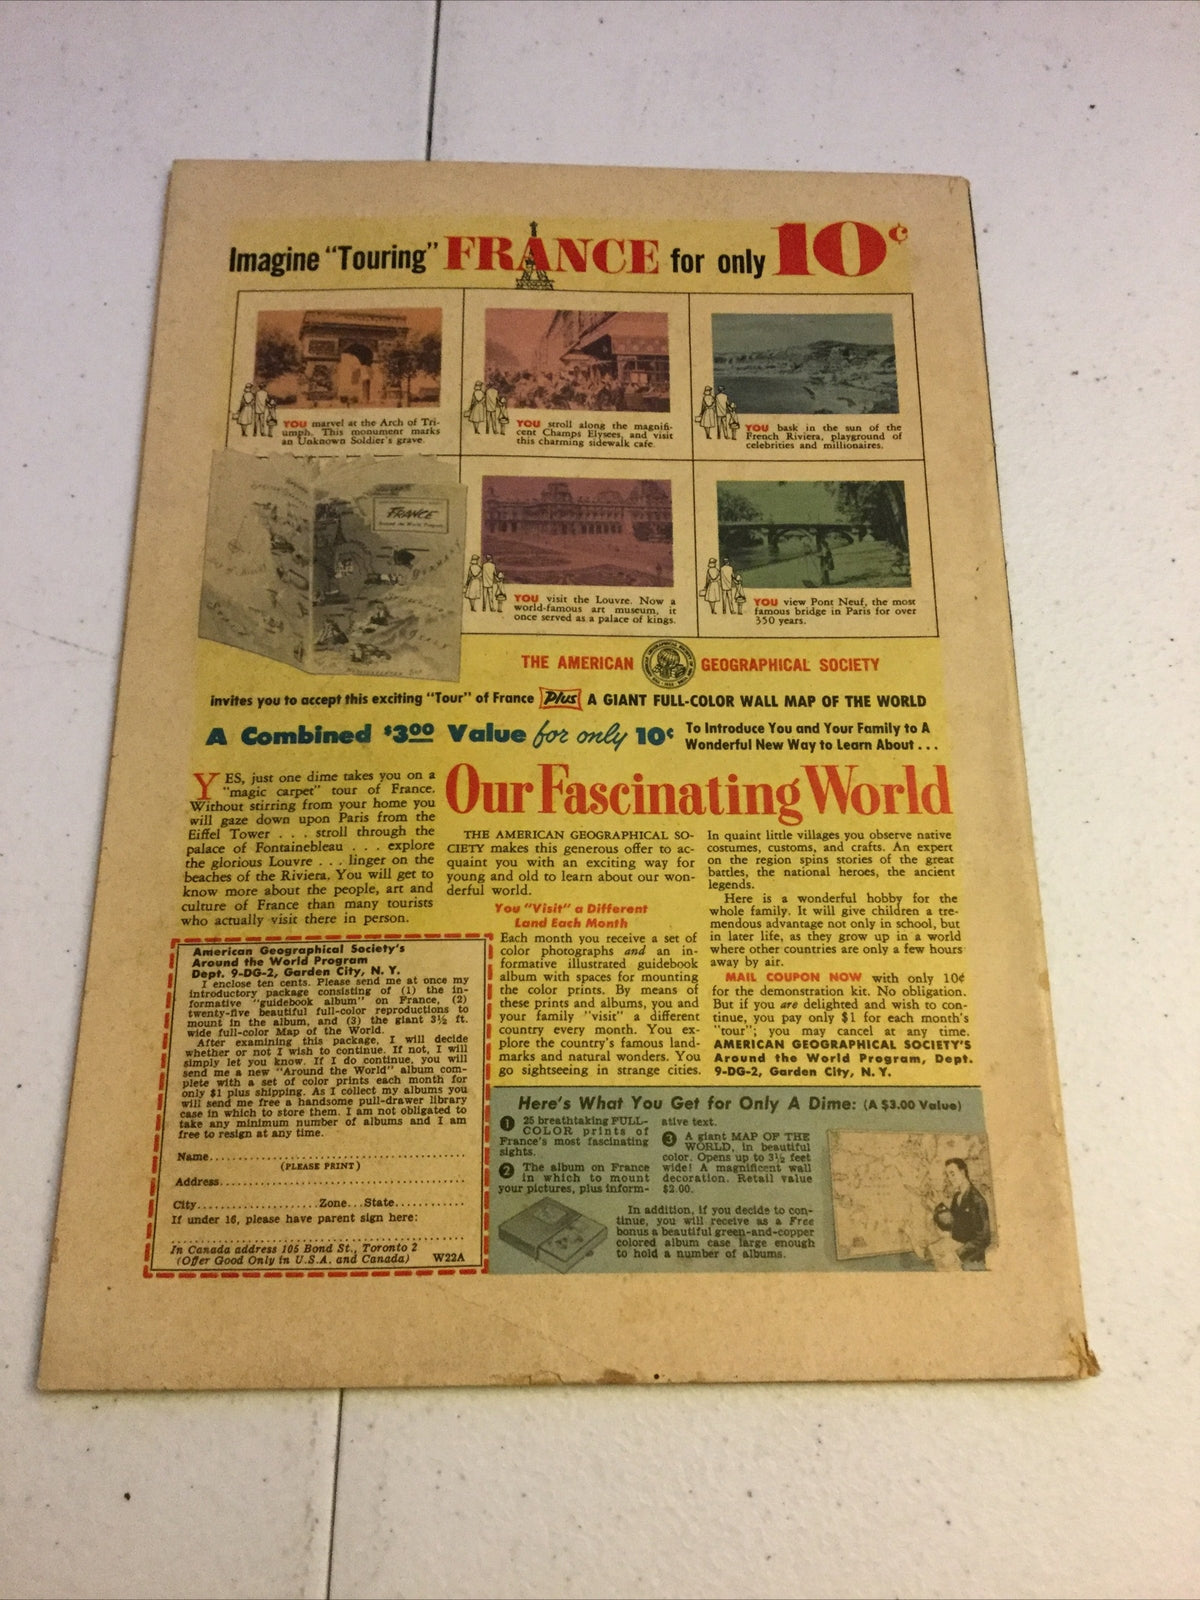 Imagine "Touring" FRANCE for only 10¢
YOU marvel at the Arch of Tri-
umph. This monument marks
an Unknown Soldier's grave.
YOU stroll along the magnifi-
cent Champs Elysees, and visit
this charming sidewalk cafe.
YOU bask in the sun of the
French Riviera, playground of
celebrities and millionaires.
FRANCE
Around the World Program
GERMANY
YOU visit the Louvre. Now a
world-famous art museum, it
once served as a palace of kings.
YOU view Pont Neuf, the most
famous bridge in Paris for over
350 years.
THE AMERICAN GEOGRAPHICAL SOCIETY
invites you to accept this exciting "Tour" of France Plus A GIANT FULL-COLOR WALL MAP OF THE WORLD
A Combined $3.00 Value for only 10¢
To Introduce You and Your Family to A
Wonderful New Way to Learn About . . .
Our Fascinating World
YES, just one dime takes you on a
"magic carpet" tour of France.
Without stirring from your home you
will gaze down upon Paris from the
Eiffel Tower . . . stroll through the
palace of Fontainebleau . . . explore
the glorious Louvre . . . linger on the
beaches of the Riviera. You will get to
know more about the people, art and
culture of France than many tourists
who actually visit there in person.
THE AMERICAN GEOGRAPHICAL SO-
CIETY makes this generous offer to ac-
quaint you with an exciting way for
young and old to learn about our won-
derful world.
You "Visit" a Different
Land Each Month
Each month you receive a set of
color photographs and an in-
formative illustrated guidebook
album with spaces for mounting
the color prints. By means of
these prints and albums, you and
your family "visit" a different
country every month. You ex-
plore the country's famous land-
marks and natural wonders. You
go sightseeing in strange cities.
In quaint little villages you observe native
costumes, customs, and crafts. An expert
on the region spins stories of the great
battles, the national heroes, the ancient
legends.
Here is a wonderful hobby for the
whole family. It will give children a tre-
mendous advantage not only in school, but
in later life, as they grow up in a world
where other countries are only a few hours
away by air.
MAIL COUPON NOW with only 10¢
for the demonstration kit. No obligation.
But if you are delighted and wish to con-
tinue, you pay only $1 for each month's
"tour"; you may cancel at any time.
AMERICAN GEOGRAPHICAL SOCIETY'S
Around the World Program, Dept.
9-DG-2, Garden City, N. Y.
American Geographical Society's
Around the World Program
Dept. 9-DG-2, Garden City, N. Y.
I enclose ten cents. Please send me at once my
introductory package consisting of (1) the in-
formative "guidebook album" on France, (2)
twenty-five beautiful full-color reproductions to
mount in the album, and (3) the giant 3½ ft.
wide full-color Map of the World.
After examining this package, I will decide
whether or not I wish to continue. If not, I will
simply let you know. If I do continue, you will
send me a new "Around the World" album com-
plete with a set of color prints each month for
only $1 plus shipping. As I collect my albums you
will send me free a handsome pull-drawer library
case in which to store them. I am not obligated to
take any minimum number of albums and I am
free to resign at any time.
Name
(PLEASE PRINT)
Address
City Zone State
If under 16, please have parent sign here:
In Canada address 105 Bond St., Toronto 2
(Offer Good Only in U.S.A. and Canada) W22A
Here's What You Get for Only A Dime: (A $3.00 Value)
1 25 breathtaking FULL-
COLOR prints of
France's most fascinating
sights.
2 The album on France
in which to mount
your pictures, plus inform-
ative text.
3 A giant MAP OF THE
WORLD, in beautiful
color. Opens up to 3½ feet
wide! A magnificent wall
decoration. Retail value
$2.00.
In addition, if you decide to con-
tinue, you will receive as a Free
bonus a beautiful green-and-copper
colored album case large enough
to hold a number of albums.